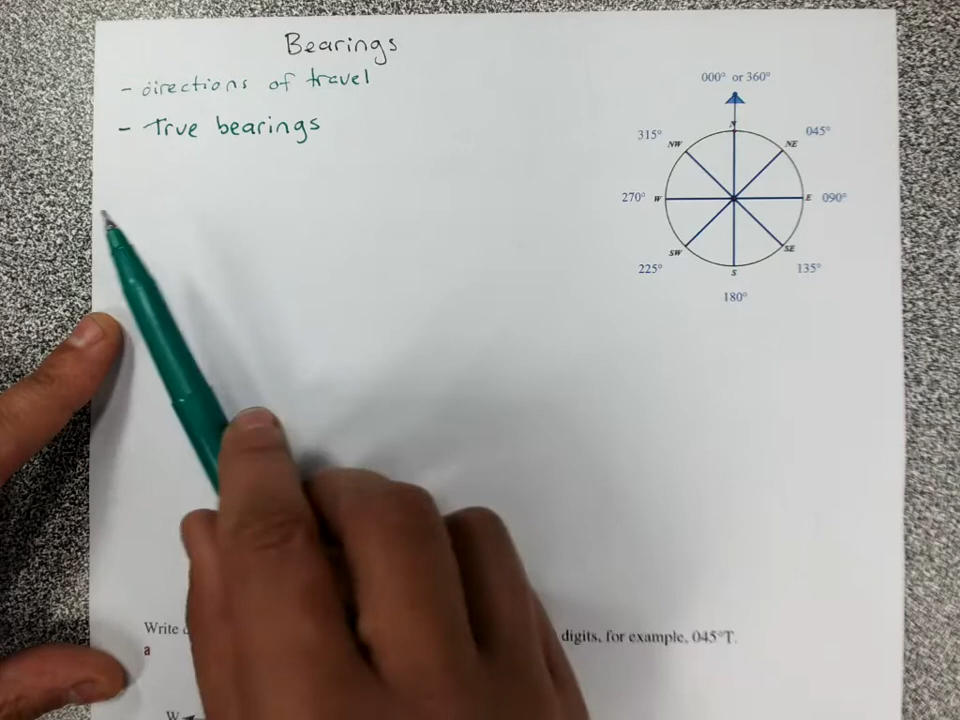 Bearings
- directions of travel
- True bearings
000° or 360°
N
315°
NW
NE
045°
270°
W
E
090°
SW
SE
225°
135°
S
180°
Write
digits, for example, 045°T.
a
W